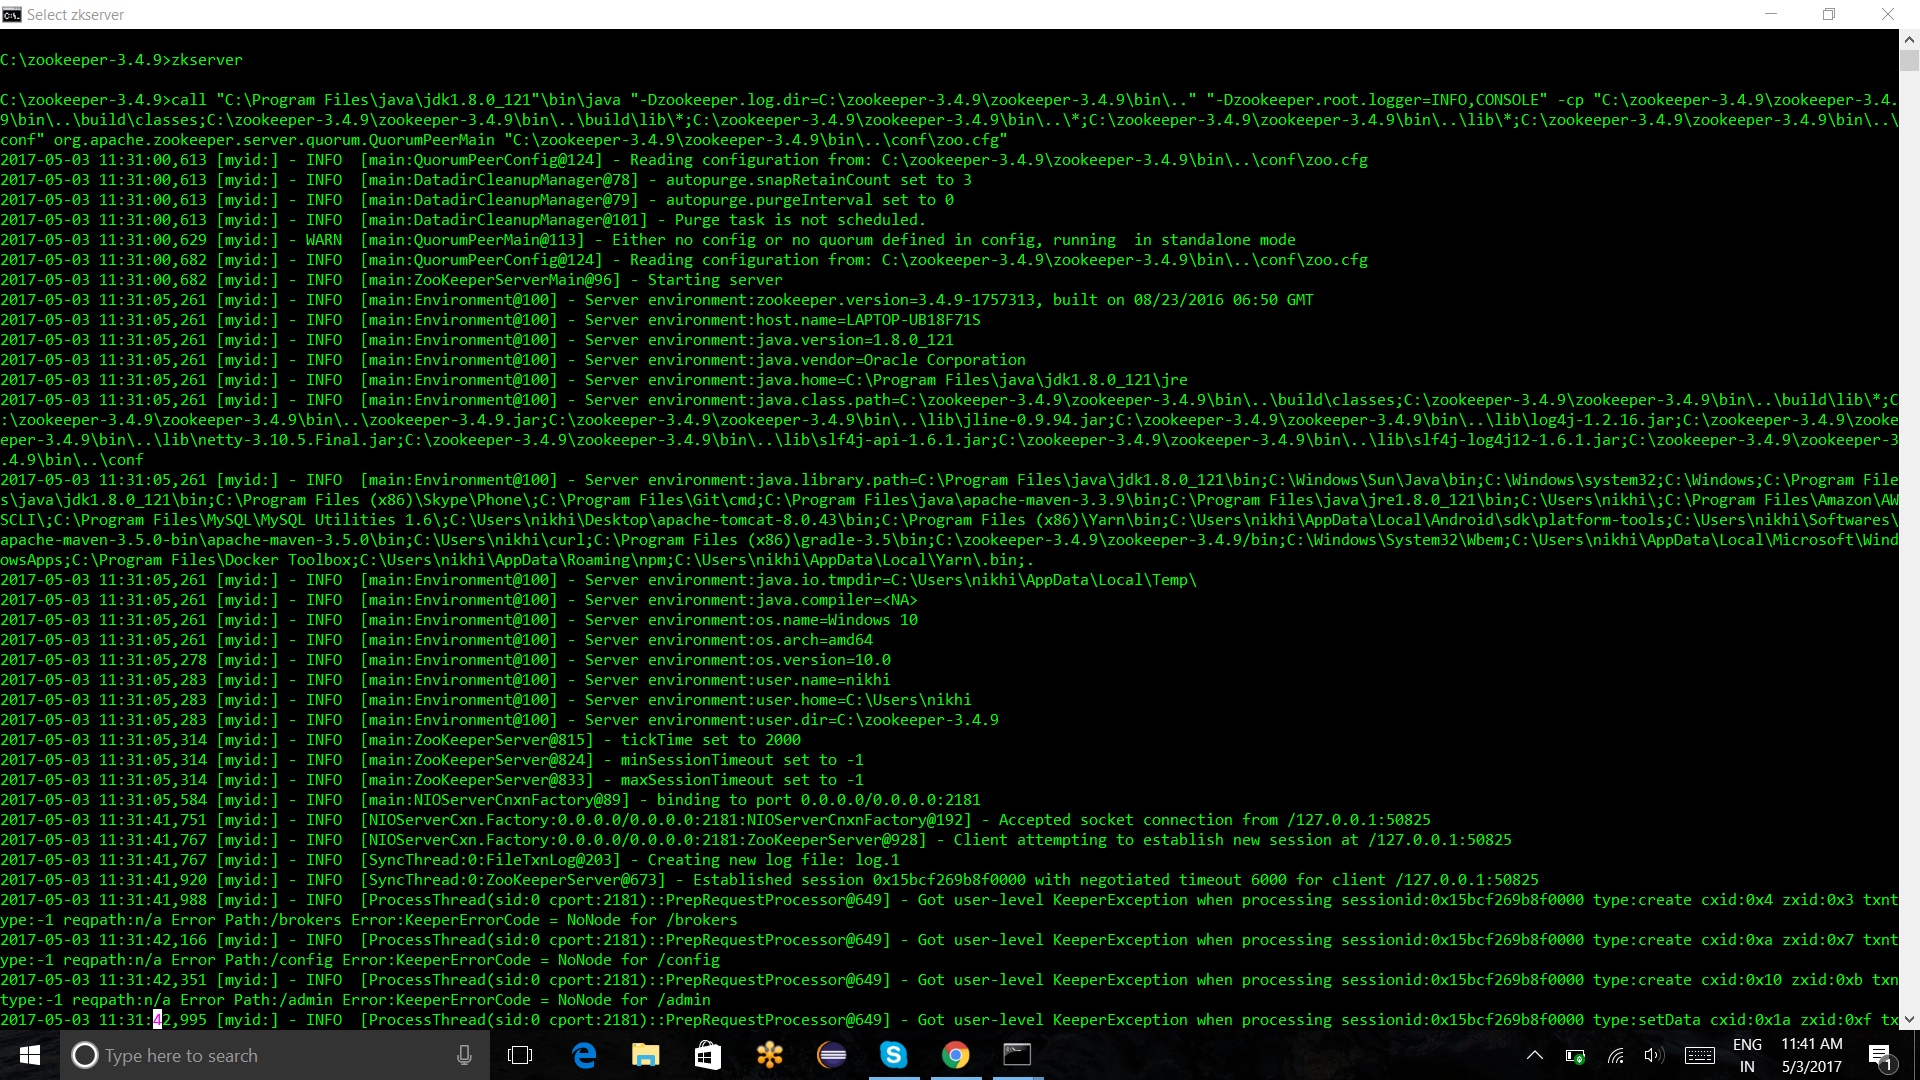 Select zkserver
C:\zookeeper-3.4.9>zkserver
C:\zookeeper-3.4.9>call "C:\Program Files\java\jdk1.8.0_121"\bin\java "-Dzookeeper.log.dir=C:\zookeeper-3.4.9\zookeeper-3.4.9\bin\.." "-Dzookeeper.root.logger=INFO,CONSOLE" -cp "C:\zookeeper-3.4.9\zookeeper-3.4.
9\bin\..\build\classes;C:\zookeeper-3.4.9\zookeeper-3.4.9\bin\..\build\lib\*;C:\zookeeper-3.4.9\zookeeper-3.4.9\bin\..\*;C:\zookeeper-3.4.9\zookeeper-3.4.9\bin\..\lib\*;C:\zookeeper-3.4.9\zookeeper-3.4.9\bin\..\
conf" org.apache.zookeeper.server.quorum.QuorumPeerMain "C:\zookeeper-3.4.9\zookeeper-3.4.9\bin\..\conf\zoo.cfg"
2017-05-03 11:31:00,613 [myid:] - INFO  [main:QuorumPeerConfig@124] - Reading configuration from: C:\zookeeper-3.4.9\zookeeper-3.4.9\bin\..\conf\zoo.cfg
2017-05-03 11:31:00,613 [myid:] - INFO  [main:DatadirCleanupManager@78] - autopurge.snapRetainCount set to 3
2017-05-03 11:31:00,613 [myid:] - INFO  [main:DatadirCleanupManager@79] - autopurge.purgeInterval set to 0
2017-05-03 11:31:00,613 [myid:] - INFO  [main:DatadirCleanupManager@101] - Purge task is not scheduled.
2017-05-03 11:31:00,629 [myid:] - WARN  [main:QuorumPeerMain@113] - Either no config or no quorum defined in config, running  in standalone mode
2017-05-03 11:31:00,682 [myid:] - INFO  [main:QuorumPeerConfig@124] - Reading configuration from: C:\zookeeper-3.4.9\zookeeper-3.4.9\bin\..\conf\zoo.cfg
2017-05-03 11:31:00,682 [myid:] - INFO  [main:ZooKeeperServerMain@96] - Starting server
2017-05-03 11:31:05,261 [myid:] - INFO  [main:Environment@100] - Server environment:zookeeper.version=3.4.9-1757313, built on 08/23/2016 06:50 GMT
2017-05-03 11:31:05,261 [myid:] - INFO  [main:Environment@100] - Server environment:host.name=LAPTOP-UB18F71S
2017-05-03 11:31:05,261 [myid:] - INFO  [main:Environment@100] - Server environment:java.version=1.8.0_121
2017-05-03 11:31:05,261 [myid:] - INFO  [main:Environment@100] - Server environment:java.vendor=Oracle Corporation
2017-05-03 11:31:05,261 [myid:] - INFO  [main:Environment@100] - Server environment:java.home=C:\Program Files\java\jdk1.8.0_121\jre
2017-05-03 11:31:05,261 [myid:] - INFO  [main:Environment@100] - Server environment:java.class.path=C:\zookeeper-3.4.9\zookeeper-3.4.9\bin\..\build\classes;C:\zookeeper-3.4.9\zookeeper-3.4.9\bin\..\build\lib\*;C
:\zookeeper-3.4.9\zookeeper-3.4.9\bin\..\zookeeper-3.4.9.jar;C:\zookeeper-3.4.9\zookeeper-3.4.9\bin\..\lib\jline-0.9.94.jar;C:\zookeeper-3.4.9\zookeeper-3.4.9\bin\..\lib\log4j-1.2.16.jar;C:\zookeeper-3.4.9\zooke
eper-3.4.9\bin\..\lib\netty-3.10.5.Final.jar;C:\zookeeper-3.4.9\zookeeper-3.4.9\bin\..\lib\slf4j-api-1.6.1.jar;C:\zookeeper-3.4.9\zookeeper-3.4.9\bin\..\lib\slf4j-log4j12-1.6.1.jar;C:\zookeeper-3.4.9\zookeeper-3
.4.9\bin\..\conf
2017-05-03 11:31:05,261 [myid:] - INFO  [main:Environment@100] - Server environment:java.library.path=C:\Program Files\java\jdk1.8.0_121\bin;C:\Windows\Sun\Java\bin;C:\Windows\system32;C:\Windows;C:\Program File
s\java\jdk1.8.0_121\bin;C:\Program Files (x86)\Skype\Phone\;C:\Program Files\Git\cmd;C:\Program Files\java\apache-maven-3.3.9\bin;C:\Program Files\java\jre1.8.0_121\bin;C:\Users\nikhi\;C:\Program Files\Amazon\AW
SCLI\;C:\Program Files\MySQL\MySQL Utilities 1.6\;C:\Users\nikhi\Desktop\apache-tomcat-8.0.43\bin;C:\Program Files (x86)\Yarn\bin;C:\Users\nikhi\AppData\Local\Android\sdk\platform-tools;C:\Users\nikhi\Softwares\
apache-maven-3.5.0-bin\apache-maven-3.5.0\bin;C:\Users\nikhi\curl;C:\Program Files (x86)\gradle-3.5\bin;C:\zookeeper-3.4.9\zookeeper-3.4.9/bin;C:\Windows\System32\Wbem;C:\Users\nikhi\AppData\Local\Microsoft\Wind
owsApps;C:\Program Files\Docker Toolbox;C:\Users\nikhi\AppData\Roaming\npm;C:\Users\nikhi\AppData\Local\Yarn\.bin;.
2017-05-03 11:31:05,261 [myid:] - INFO  [main:Environment@100] - Server environment:java.io.tmpdir=C:\Users\nikhi\AppData\Local\Temp\
2017-05-03 11:31:05,261 [myid:] - INFO  [main:Environment@100] - Server environment:java.compiler=<NA>
2017-05-03 11:31:05,261 [myid:] - INFO  [main:Environment@100] - Server environment:os.name=Windows 10
2017-05-03 11:31:05,261 [myid:] - INFO  [main:Environment@100] - Server environment:os.arch=amd64
2017-05-03 11:31:05,278 [myid:] - INFO  [main:Environment@100] - Server environment:os.version=10.0
2017-05-03 11:31:05,283 [myid:] - INFO  [main:Environment@100] - Server environment:user.name=nikhi
2017-05-03 11:31:05,283 [myid:] - INFO  [main:Environment@100] - Server environment:user.home=C:\Users\nikhi
2017-05-03 11:31:05,283 [myid:] - INFO  [main:Environment@100] - Server environment:user.dir=C:\zookeeper-3.4.9
2017-05-03 11:31:05,314 [myid:] - INFO  [main:ZooKeeperServer@815] - tickTime set to 2000
2017-05-03 11:31:05,314 [myid:] - INFO  [main:ZooKeeperServer@824] - minSessionTimeout set to -1
2017-05-03 11:31:05,314 [myid:] - INFO  [main:ZooKeeperServer@833] - maxSessionTimeout set to -1
2017-05-03 11:31:05,584 [myid:] - INFO  [main:NIOServerCnxnFactory@89] - binding to port 0.0.0.0/0.0.0.0:2181
2017-05-03 11:31:41,751 [myid:] - INFO  [NIOServerCxn.Factory:0.0.0.0/0.0.0.0:2181:NIOServerCnxnFactory@192] - Accepted socket connection from /127.0.0.1:50825
2017-05-03 11:31:41,767 [myid:] - INFO  [NIOServerCxn.Factory:0.0.0.0/0.0.0.0:2181:ZooKeeperServer@928] - Client attempting to establish new session at /127.0.0.1:50825
2017-05-03 11:31:41,767 [myid:] - INFO  [SyncThread:0:FileTxnLog@203] - Creating new log file: log.1
2017-05-03 11:31:41,920 [myid:] - INFO  [SyncThread:0:ZooKeeperServer@673] - Established session 0x15bcf269b8f0000 with negotiated timeout 6000 for client /127.0.0.1:50825
2017-05-03 11:31:41,988 [myid:] - INFO  [ProcessThread(sid:0 cport:2181)::PrepRequestProcessor@649] - Got user-level KeeperException when processing sessionid:0x15bcf269b8f0000 type:create cxid:0x4 zxid:0x3 txnt
ype:-1 reqpath:n/a Error Path:/brokers Error:KeeperErrorCode = NoNode for /brokers
2017-05-03 11:31:42,166 [myid:] - INFO  [ProcessThread(sid:0 cport:2181)::PrepRequestProcessor@649] - Got user-level KeeperException when processing sessionid:0x15bcf269b8f0000 type:create cxid:0xa zxid:0x7 txnt
ype:-1 reqpath:n/a Error Path:/config Error:KeeperErrorCode = NoNode for /config
2017-05-03 11:31:42,351 [myid:] - INFO  [ProcessThread(sid:0 cport:2181)::PrepRequestProcessor@649] - Got user-level KeeperException when processing sessionid:0x15bcf269b8f0000 type:create cxid:0x10 zxid:0xb txn
type:-1 reqpath:n/a Error Path:/admin Error:KeeperErrorCode = NoNode for /admin
2017-05-03 11:31:42,995 [myid:] - INFO  [ProcessThread(sid:0 cport:2181)::PrepRequestProcessor@649] - Got user-level KeeperException when processing sessionid:0x15bcf269b8f0000 type:setData cxid:0x1a zxid:0xf tx
Type here to search
ENG
IN
11:41 AM
5/3/2017
1